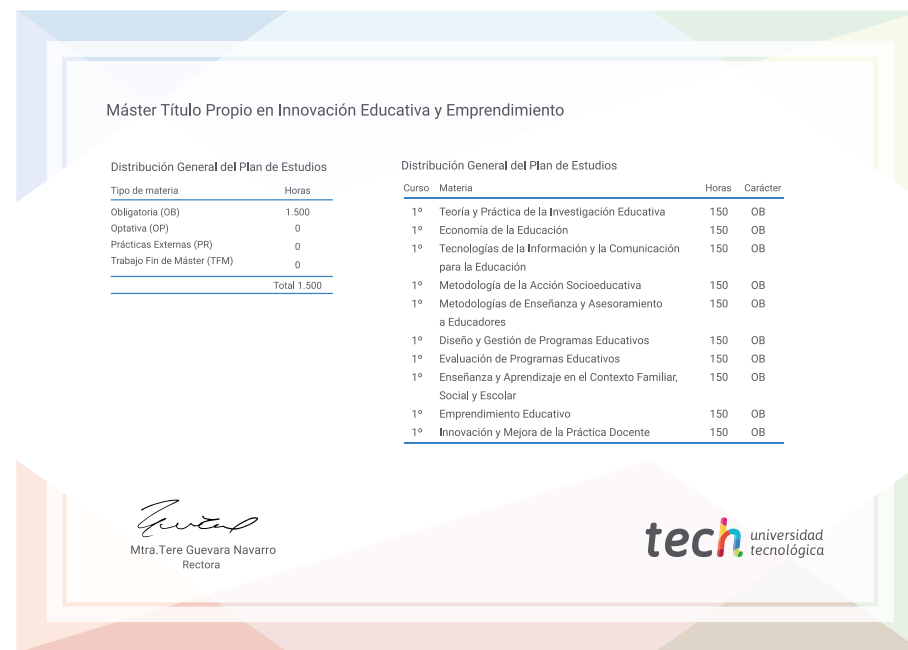 Máster Título Propio en Innovación Educativa y Emprendimiento
Distribución General del Plan de Estudios
Tipo de materia Horas
Obligatoria (OB) 1.500
Optativa (OP) 0
Prácticas Externas (PR) 0
Trabajo Fin de Máster (TFM) 0
Total 1.500
Distribución General del Plan de Estudios
Curso Materia Horas Carácter
1º Teoría y Práctica de la Investigación Educativa 150 OB
1º Economía de la Educación 150 OB
1º Tecnologías de la Información y la Comunicación 150 OB
para la Educación
1º Metodología de la Acción Socioeducativa 150 OB
1º Metodologías de Enseñanza y Asesoramiento 150 OB
a Educadores
1º Diseño y Gestión de Programas Educativos 150 OB
1º Evaluación de Programas Educativos 150 OB
1º Enseñanza y Aprendizaje en el Contexto Familiar, 150 OB
Social y Escolar
1º Emprendimiento Educativo 150 OB
1º Innovación y Mejora de la Práctica Docente 150 OB
Mtra.Tere Guevara Navarro
Rectora
tech universidad
tecnológica